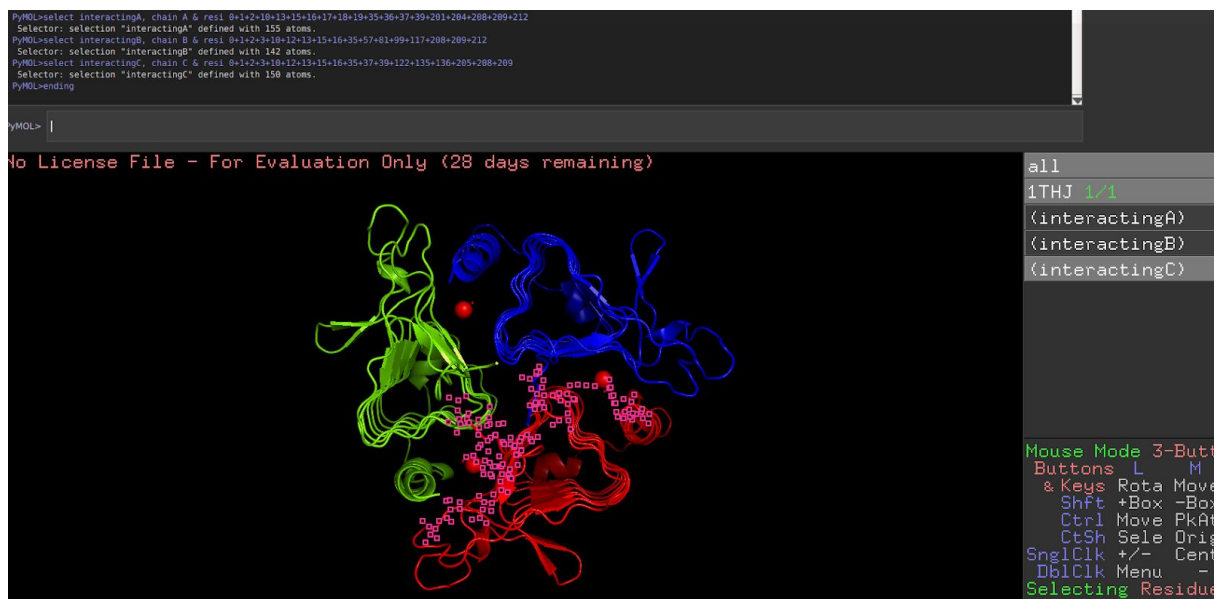 PyMOL>select interactingA, chain A & resi 0+1+2+10+13+15+16+17+18+19+35+36+37+39+201+204+208+209+212
Selector: selection "interactingA" defined with 155 atoms.
PyMOL>select interactingB, chain B & resi 0+1+2+3+10+12+13+15+16+35+57+81+99+117+208+209+212
Selector: selection "interactingB" defined with 142 atoms.
PyMOL>select interactingC, chain C & resi 0+1+2+3+10+12+13+15+16+35+37+39+122+135+136+205+208+209
Selector: selection "interactingC" defined with 150 atoms.
PyMOL>ending
PyMOL>
No License File - For Evaluation Only (28 days remaining)
all
1THJ 1/1
(interactingA)
(interactingB)
(interactingC)
Mouse Mode 3-Butt
Buttons L M
& Keys Rota Move
Shft +Box -Box
Ctrl Move PkAt
CtSh Sele Orig
SnglClk +/- Cent
DblClk Menu -
Selecting Residue